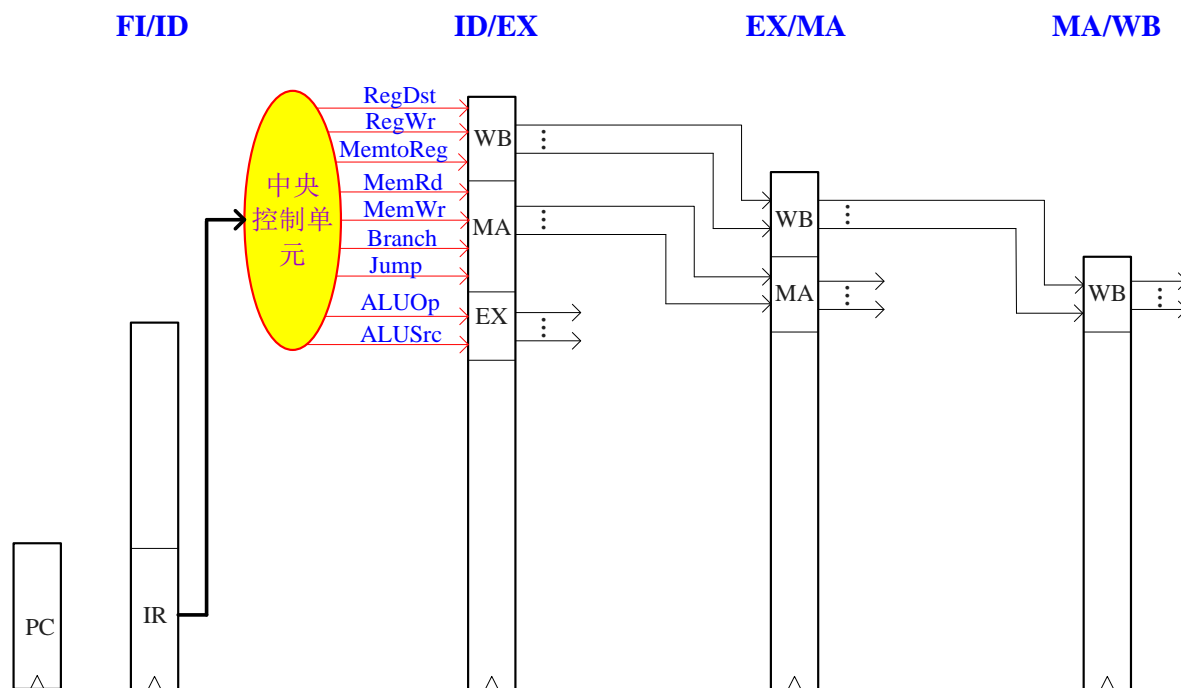 FI/ID
ID/EX
EX/MA
MA/WB
RegDst
RegWr
MemtoReg
MemRd
MemWr
Branch
Jump
ALUOp
ALUSrc
中央
控制单
元
WB
MA
EX
WB
MA
WB
PC
IR